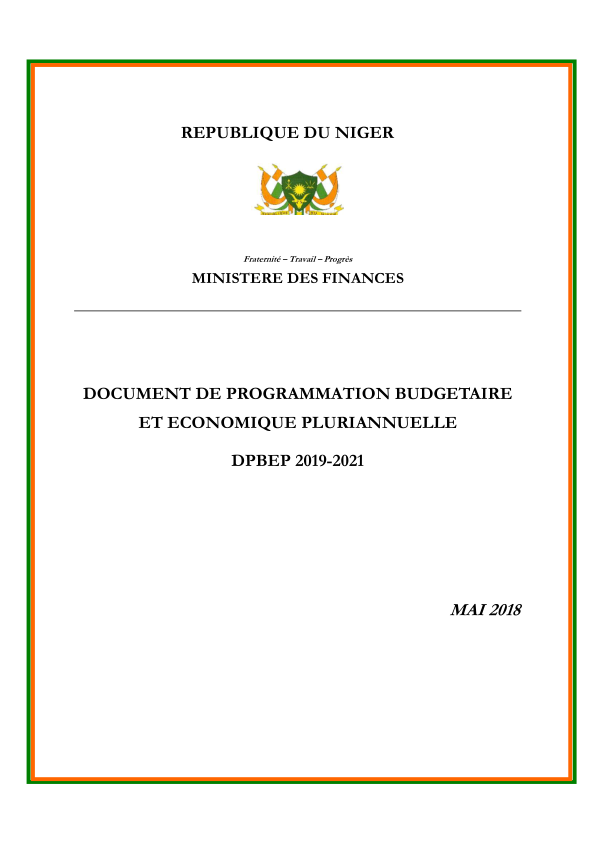 REPUBLIQUE DU NIGER
Fraternité – Travail – Progrès
MINISTERE DES FINANCES
DOCUMENT DE PROGRAMMATION BUDGETAIRE
ET ECONOMIQUE PLURIANNUELLE
DPBEP 2019-2021
MAI 2018